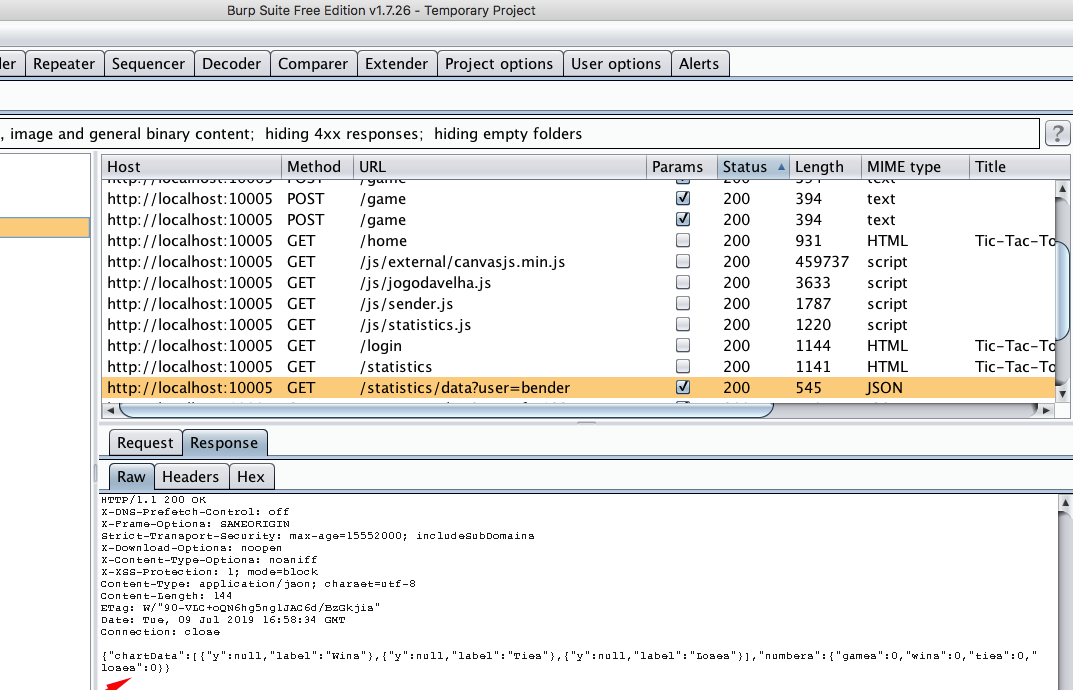 Burp Suite Free Edition v1.7.26 - Temporary Project
ler Repeater Sequencer Decoder Comparer Extender Project options User options Alerts
, image and general binary content; hiding 4xx responses; hiding empty folders ?
Host Method URL Params Status Length MIME type Title
http://localhost:10005 POST /game 200 394 text
http://localhost:10005 POST /game 200 394 text
http://localhost:10005 POST /game 200 394 text
http://localhost:10005 GET /home 200 931 HTML Tic-Tac-To
http://localhost:10005 GET /js/external/canvasjs.min.js 200 459737 script
http://localhost:10005 GET /js/jogodavelha.js 200 3633 script
http://localhost:10005 GET /js/sender.js 200 1787 script
http://localhost:10005 GET /js/statistics.js 200 1220 script
http://localhost:10005 GET /login 200 1144 HTML Tic-Tac-To
http://localhost:10005 GET /statistics 200 1141 HTML Tic-Tac-To
http://localhost:10005 GET /statistics/data?user=bender 200 545 JSON
Request Response
Raw Headers Hex
HTTP/1.1 200 OK
X-DNS-Prefetch-Control: off
X-Frame-Options: SAMEORIGIN
Strict-Transport-Security: max-age=15552000; includeSubDomains
X-Download-Options: noopen
X-Content-Type-Options: nosniff
X-XSS-Protection: 1; mode=block
Content-Type: application/json; charset=utf-8
Content-Length: 144
ETag: W/"90-VLC+oQN6hg5ng1JAC6d/BzGkjis"
Date: Tue, 09 Jul 2019 16:58:34 GMT
Connection: close
{"chartData":[{"y":null,"label":"Wins"},{"y":null,"label":"Ties"},{"y":null,"label":"Loses"}],"numbers":{"games":0,"wins":0,"ties":0,"
loses":0}}